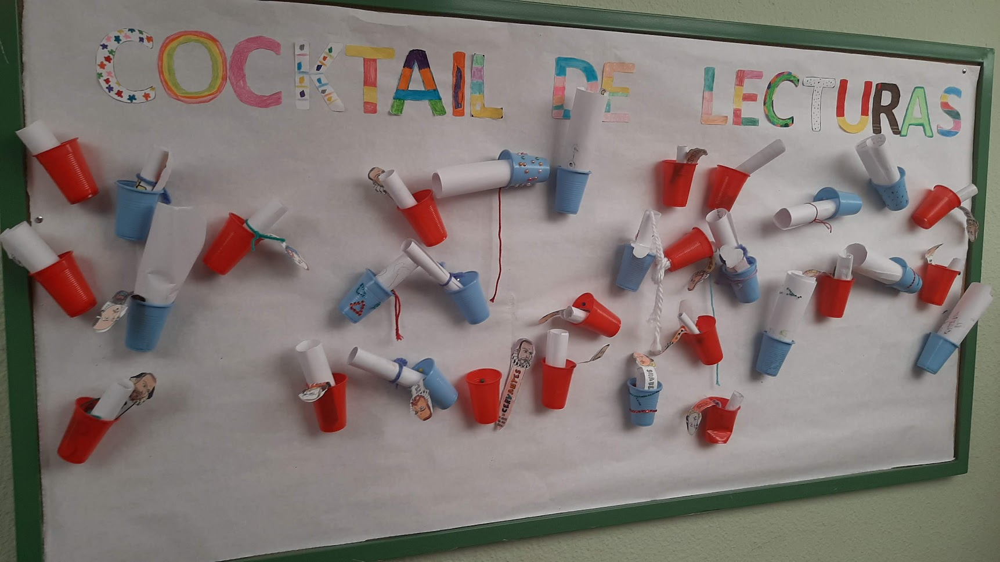 COCKTAIL DE LECTURAS
CERVANTES